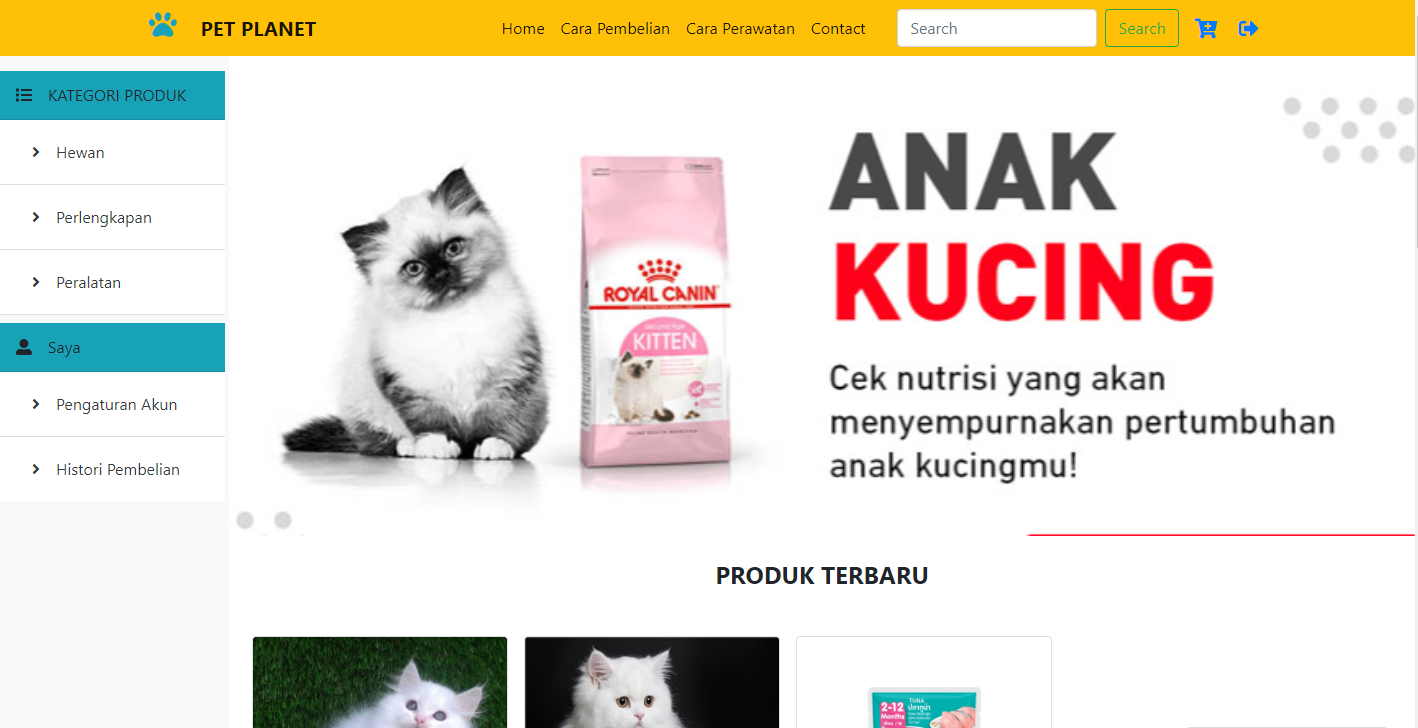 PET PLANET
Home
Cara Pembelian
Cara Perawatan
Contact
Search
Search
KATEGORI PRODUK
Hewan
Perlengkapan
Peralatan
Saya
Pengaturan Akun
Histori Pembelian
ROYAL CANIN
Second Age
KITTEN
ANAK
KUCING
Cek nutrisi yang akan
menyempurnakan pertumbuhan
anak kucingmu!
PRODUK TERBARU
TUNA
2-12
Months